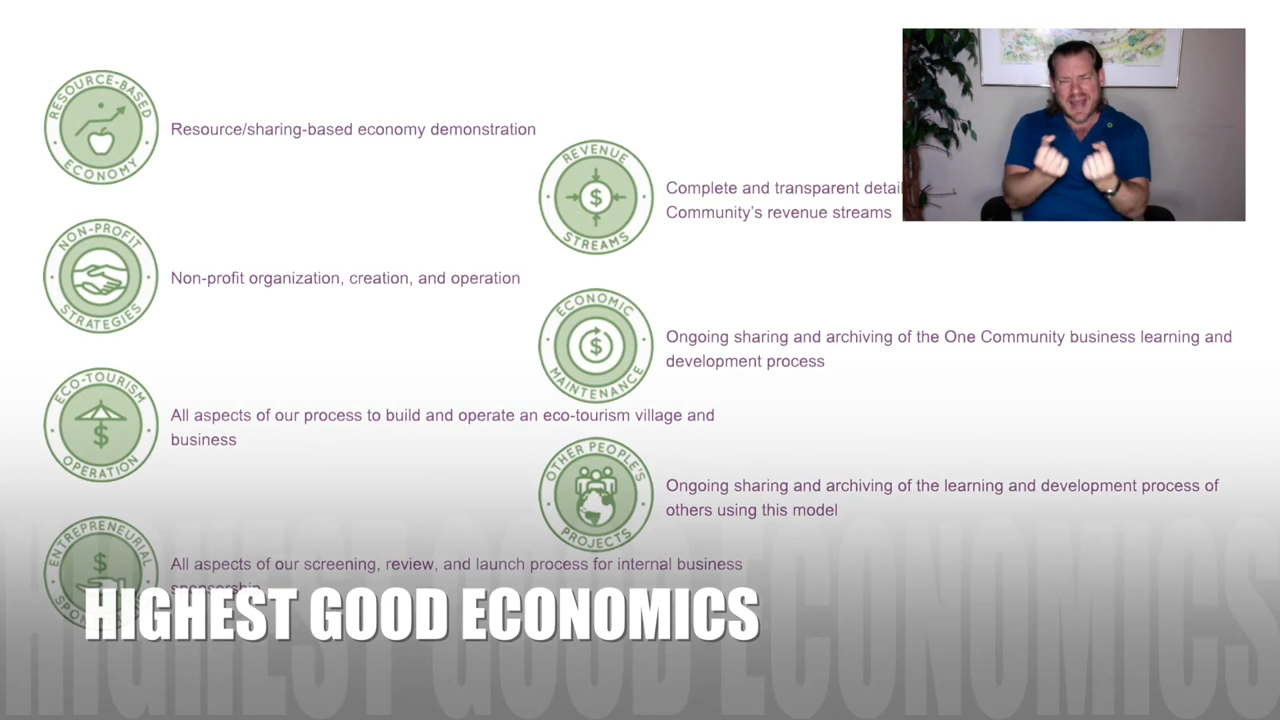 RESOURCE-BASED
ECONOMY
Resource/sharing-based economy demonstration
NON-PROFIT
STRATEGIES
Non-profit organization, creation, and operation
ECO-TOURISM
$
OPERATION
All aspects of our process to build and operate an eco-tourism village and
business
ENTREPRENEURIAL
$
All aspects of our screening, review, and launch process for internal business
sponsorship
REVENUE
$
STREAMS
Complete and transparent
Community’s revenue streams
ECONOMIC
$
MAINTENANCE
Ongoing sharing and archiving of the One Community business learning and
development process
OTHER PEOPLE'S
PROJECTS
Ongoing sharing and archiving of the learning and development process of
others using this model
HIGHEST GOOD ECONOMICS
HIGHEST GOOD ECONOMICS